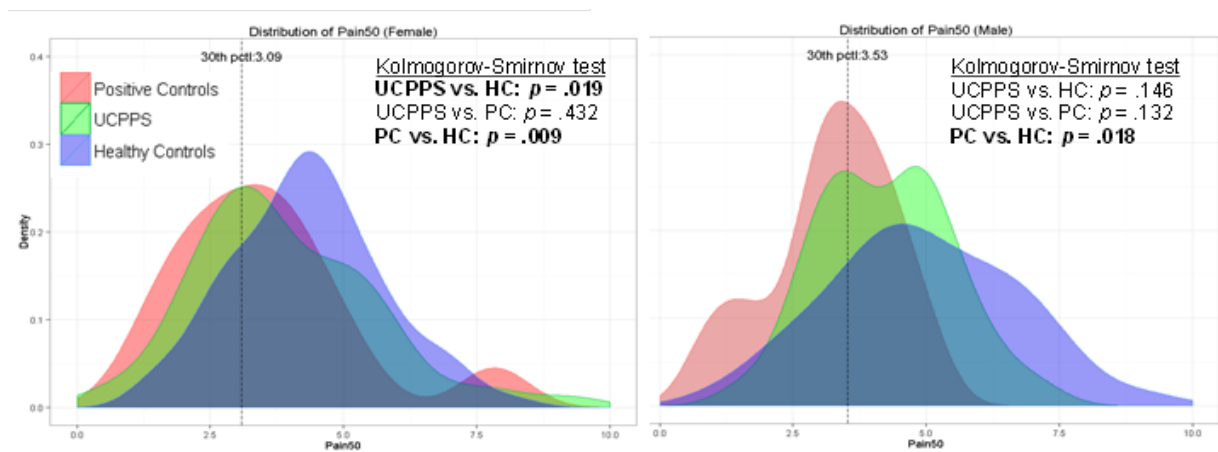 Distribution of Pain50 (Female)
30th pctl:3.09
Kolmogorov-Smirnov test
UCPPS vs. HC: p = .019
UCPPS vs. PC: p = .432
PC vs. HC: p = .009
Positive Controls
UCPPS
Healthy Controls
Density
0.4
0.3
0.2
0.1
0.0
0.0 2.5 5.0 7.5 10.0
Pain50
Distribution of Pain50 (Male)
30th pctl:3.53
Kolmogorov-Smirnov test
UCPPS vs. HC: p = .146
UCPPS vs. PC: p = .132
PC vs. HC: p = .018
0.0 2.5 5.0 7.5 10.0
Pain50